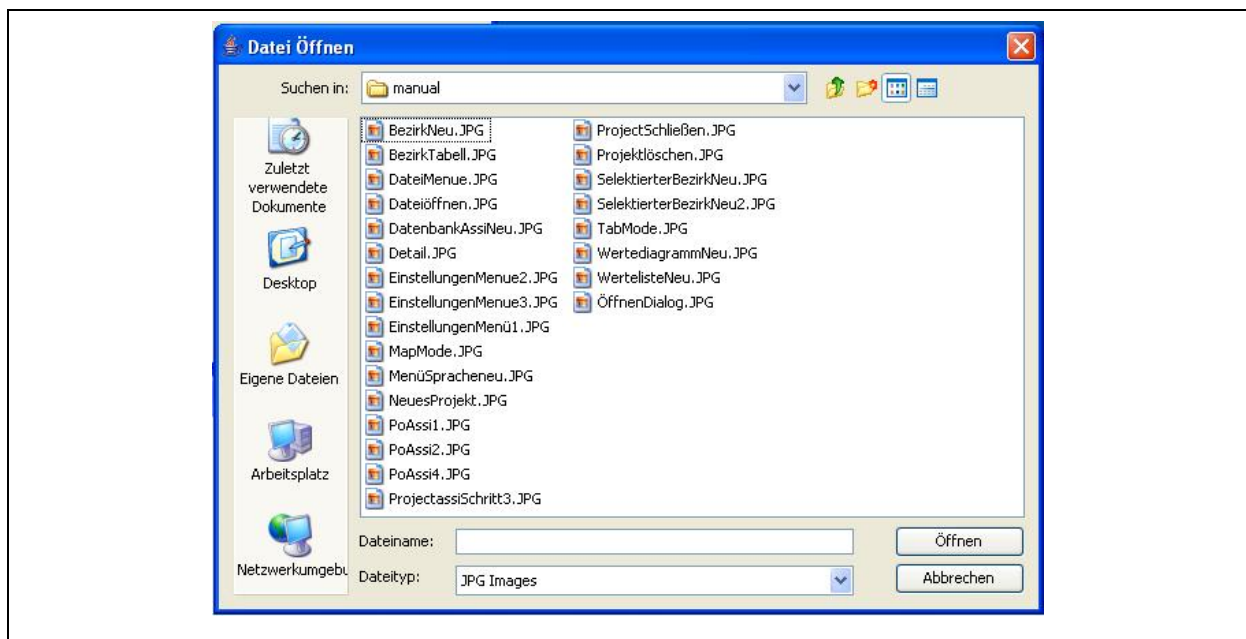 Datei Öffnen
Suchen in:
manual
Zuletzt
verwendete
Dokumente
Desktop
Eigene Dateien
Arbeitsplatz
Netzwerkumgebu
BezirkNeu.JPG
BezirkTabell.JPG
DateiMenue.JPG
Dateiöffnen.JPG
DatenbankAssiNeu.JPG
Detail.JPG
EinstellungenMenue2.JPG
EinstellungenMenue3.JPG
EinstellungenMenü1.JPG
MapMode.JPG
MenüSpracheneu.JPG
NeuesProjekt.JPG
PoAssi1.JPG
PoAssi2.JPG
PoAssi4.JPG
ProjectassiSchritt3.JPG
ProjectSchließen.JPG
Projektlöschen.JPG
SelektierterBezirkNeu.JPG
SelektierterBezirkNeu2.JPG
TabMode.JPG
WertediagrammNeu.JPG
WertelisteNeu.JPG
ÖffnenDialog.JPG
Dateiname:
Öffnen
Dateityp:
JPG Images
Abbrechen